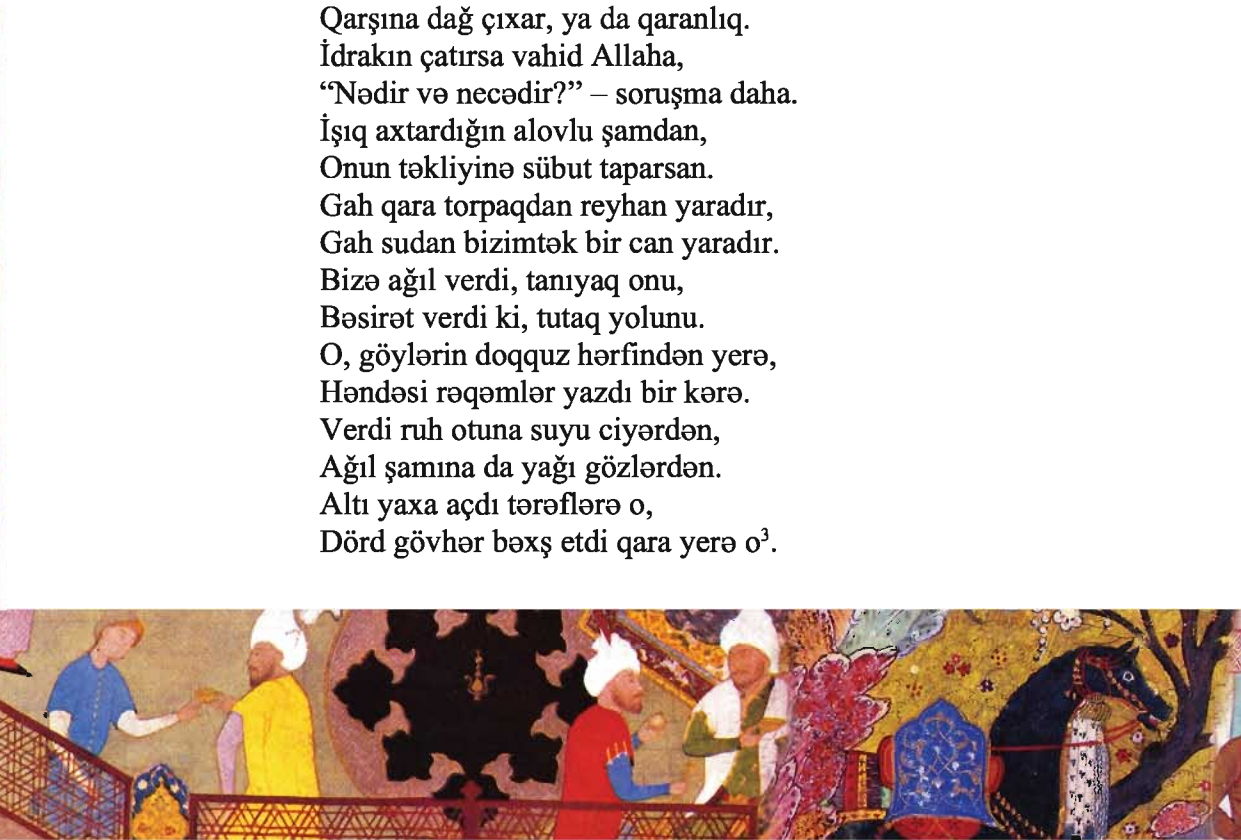 Qarşına dağ çıxar, ya da qaranlıq.
İdrakın çatırsa vahid Allaha,
“Nədir və necədir?” – soruşma daha.
İşıq axtardığın alovlu şamdan,
Onun təkliyinə sübut taparsan.
Gah qara torpaqdan reyhan yaradır,
Gah sudan bizimtək bir can yaradır.
Bizə ağıl verdi, tanıyaq onu,
Bəsirət verdi ki, tutaq yolunu.
O, göylərin doqquz hərfindən yerə,
Həndəsi rəqəmlər yazdı bir kərə.
Verdi ruh otuna suyu ciyərdən,
Ağıl şamına da yağı gözlərdən.
Altı yaxa açdı tərəflərə o,
Dörd gövhər bəxş etdi qara yerə o³.